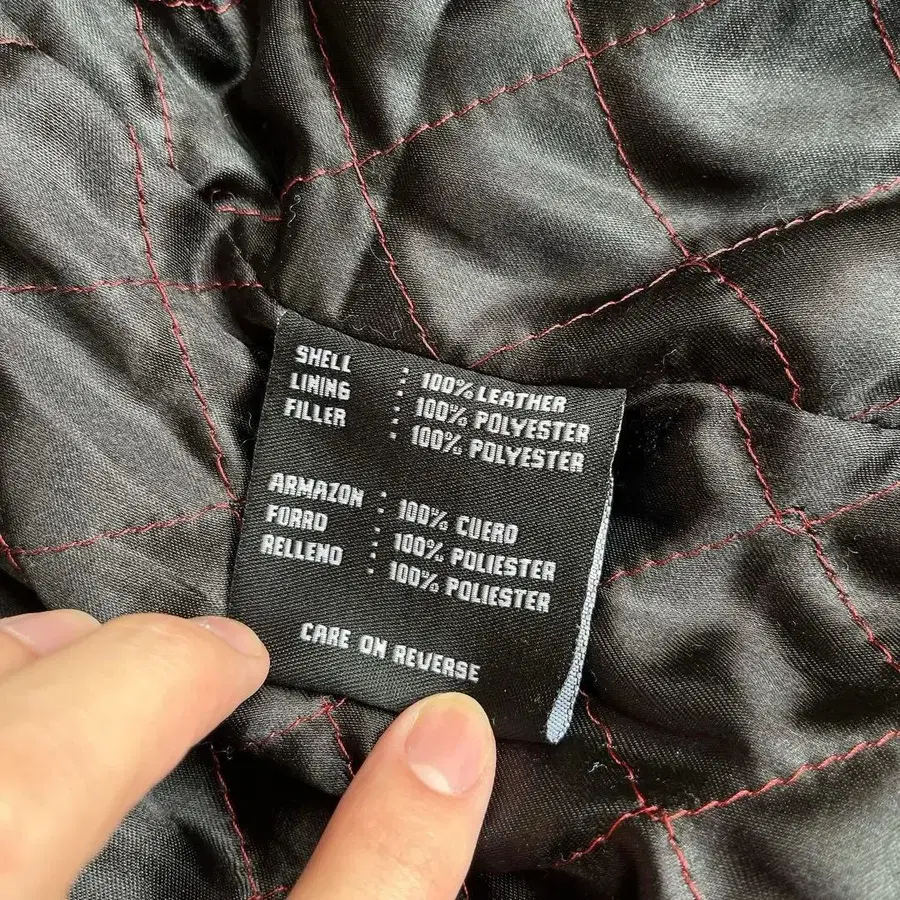 SHELL : 100% LEATHER
LINING : 100% POLYESTER
FILLER : 100% POLYESTER
ARMAZON : 100% CUERO
FORRO : 100% POLIESTER
RELLENO : 100% POLIESTER
CARE ON REVERSE